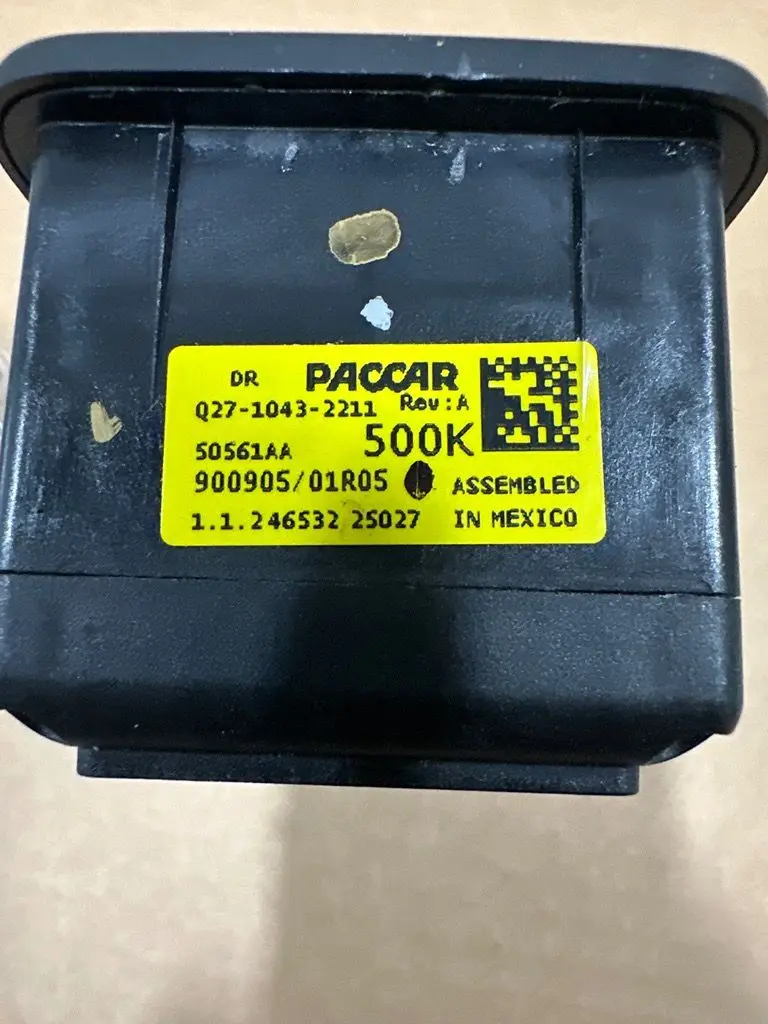 DR PACCAR
Q27-1043-2211 Rev:A
50561AA 500K
900905/01R05 ASSEMBLED
1.1.246532 25027 IN MEXICO